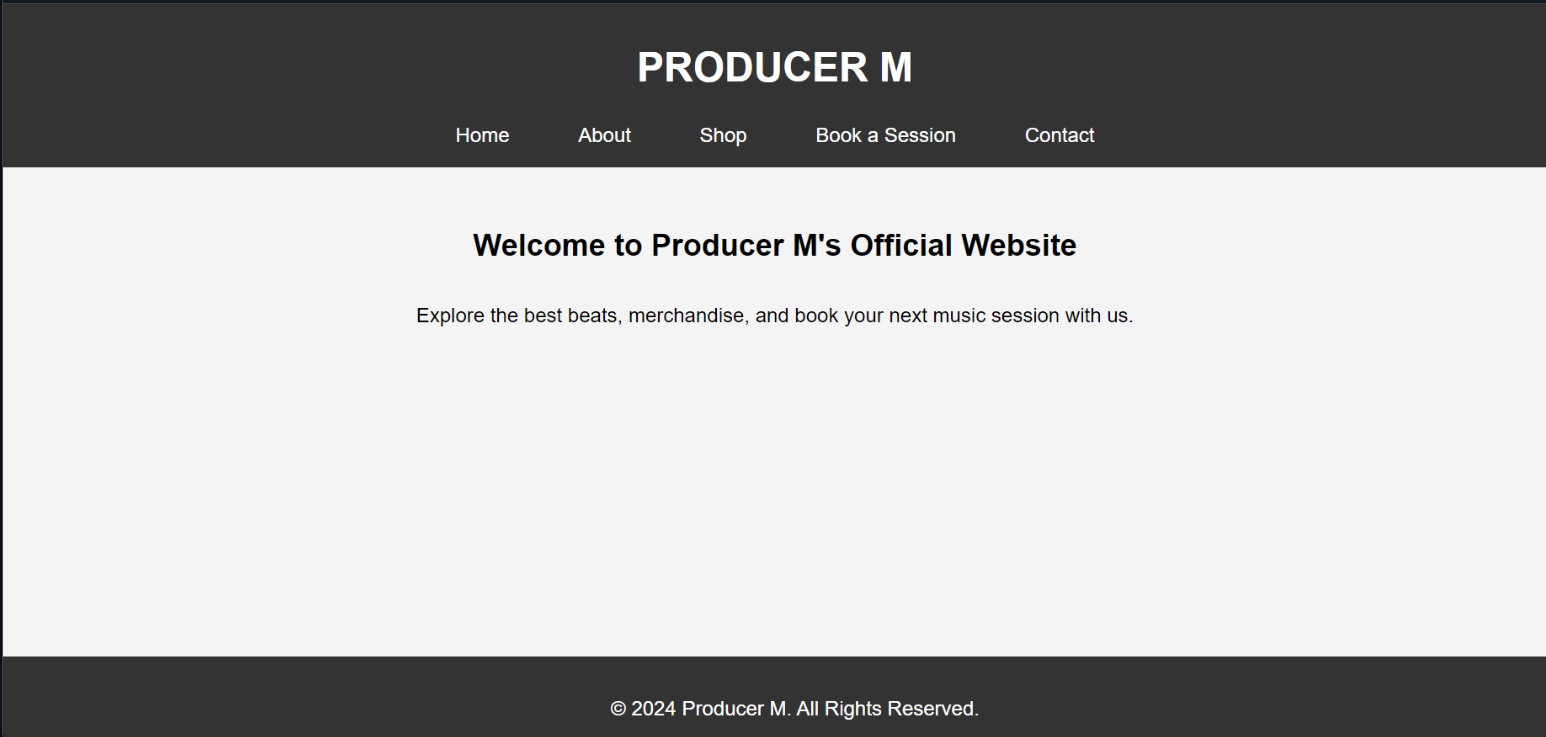 PRODUCER M
Home About Shop Book a Session Contact
Welcome to Producer M's Official Website
Explore the best beats, merchandise, and book your next music session with us.
© 2024 Producer M. All Rights Reserved.